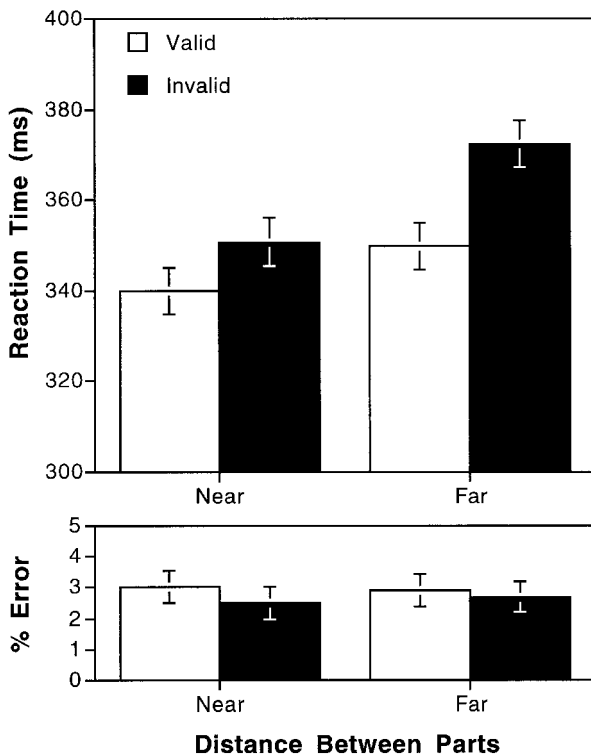 400
380
360
340
320
300
Reaction Time (ms)
Valid
Invalid
Near Far
5
4
3
2
1
0
% Error
Near Far
Distance Between Parts